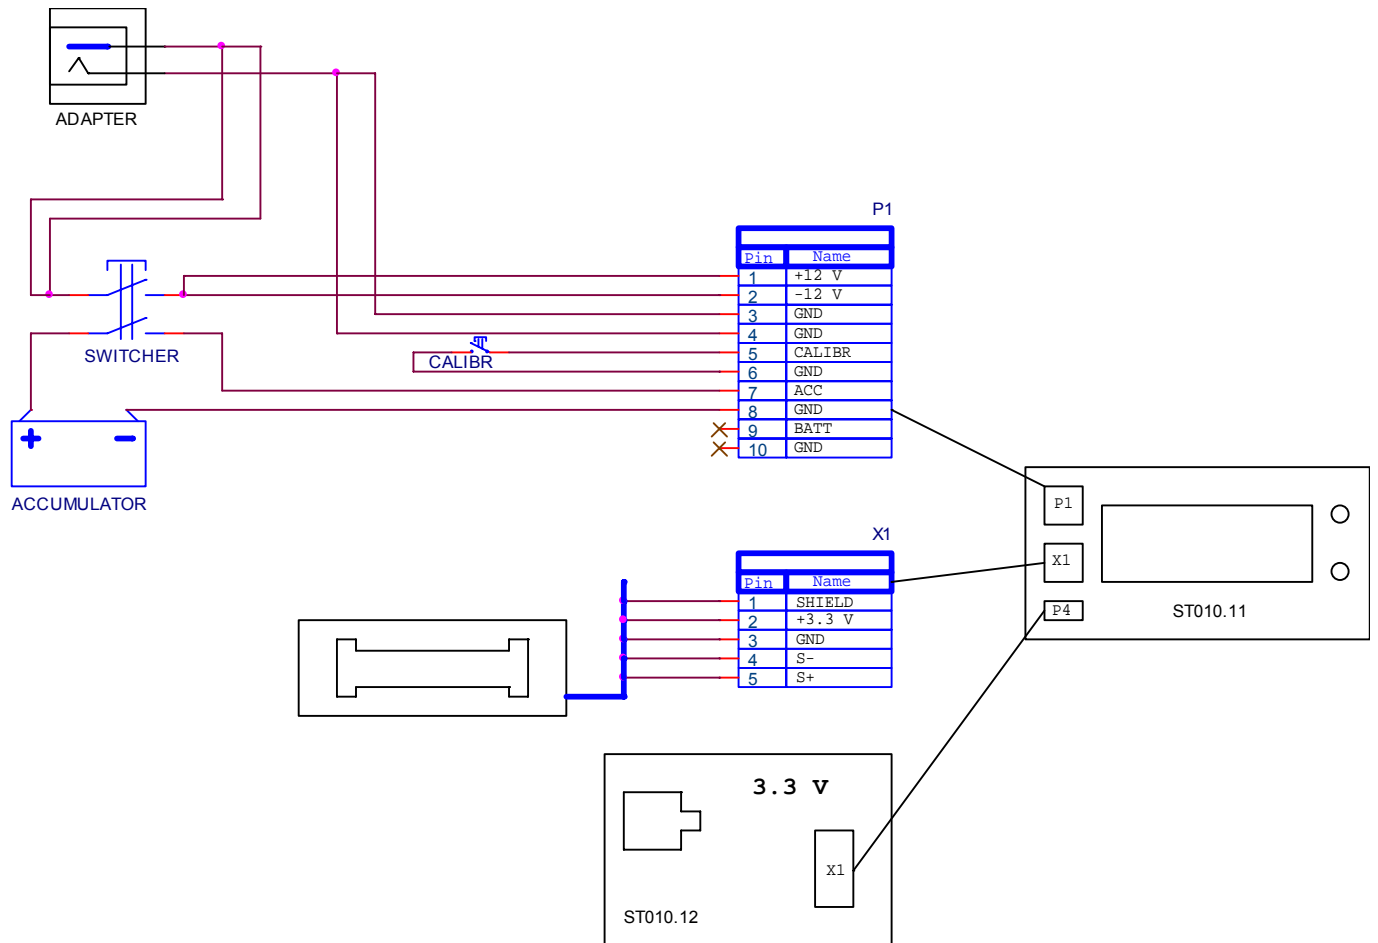 ADAPTER
P1
Pin Name
1 +12 V
2 -12 V
3 GND
4 GND
5 CALIBR
6 GND
7 ACC
8 GND
9 BATT
10 GND
SWITCHER
CALIBR
+ -
ACCUMULATOR
X1
Pin Name
1 SHIELD
2 +3.3 V
3 GND
4 S-
5 S+
P1
X1
P4
ST010.11
3.3 V
X1
ST010.12